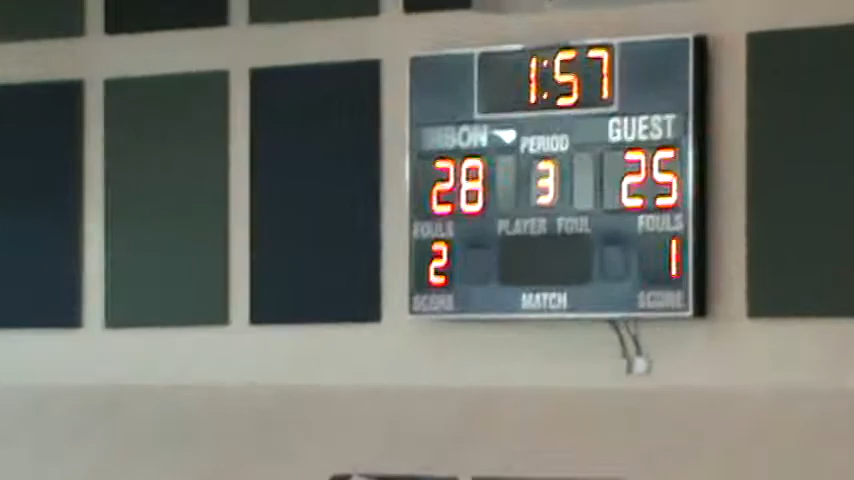 1:57
GUEST
PERIOD
28 3 25
FOULS PLAYER FOUL FOULS
2 1
SCORE MATCH SCORE